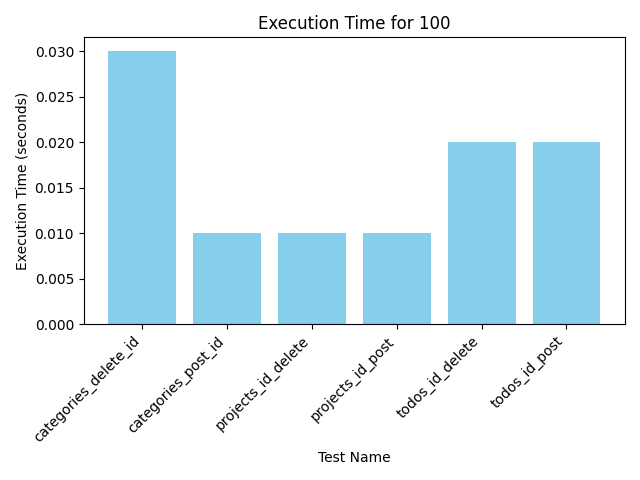 Execution Time for 100
Execution Time (seconds)
0.030
0.025
0.020
0.015
0.010
0.005
0.000
categories_delete_id
categories_post_id
projects_id_delete
projects_id_post
todos_id_delete
todos_id_post
Test Name